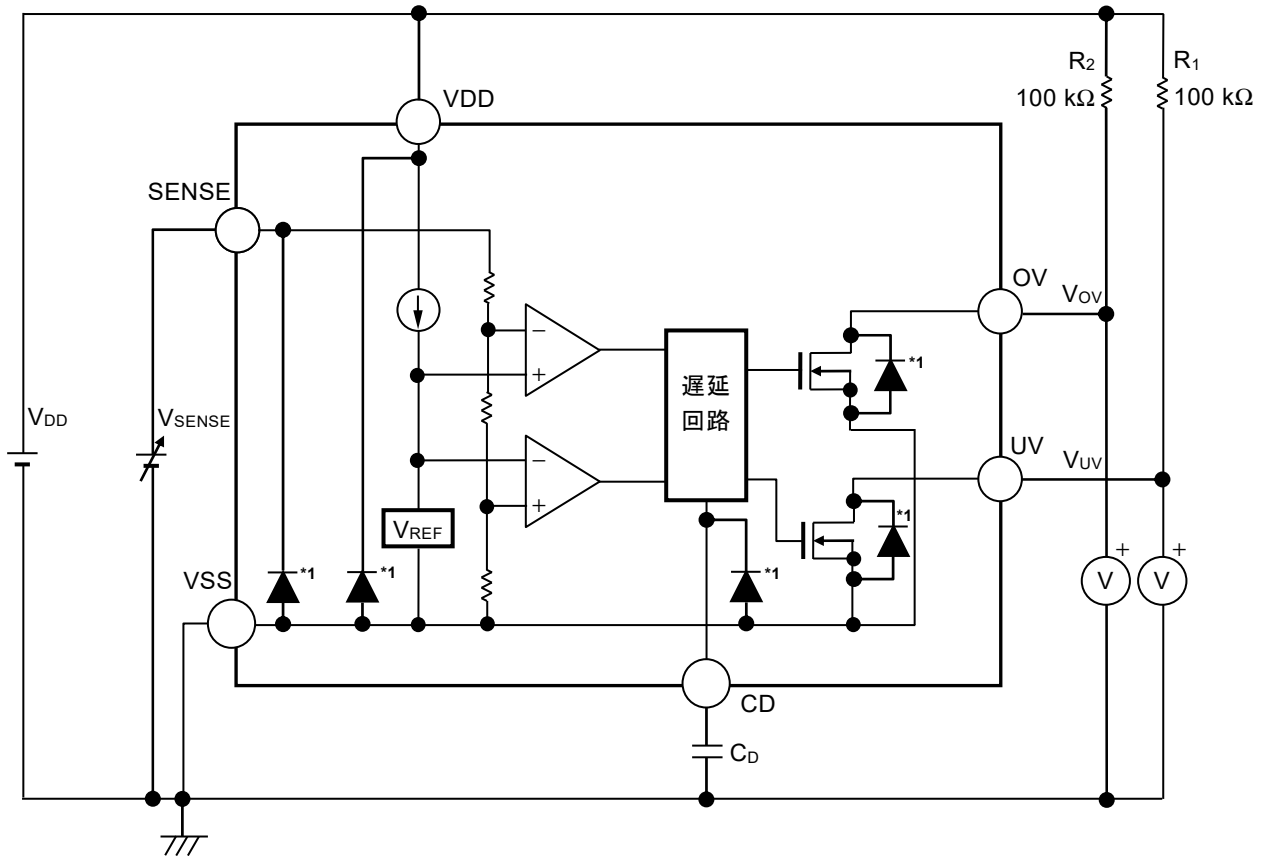 R2
100 kΩ
R1
100 kΩ
VDD
SENSE
OV
VOV
VDD
VSENSE
−
+
遅延
回路
*1
UV
VUV
−
+
*1
VREF
VSS
*1
*1
*1
+
V
+
V
CD
CD